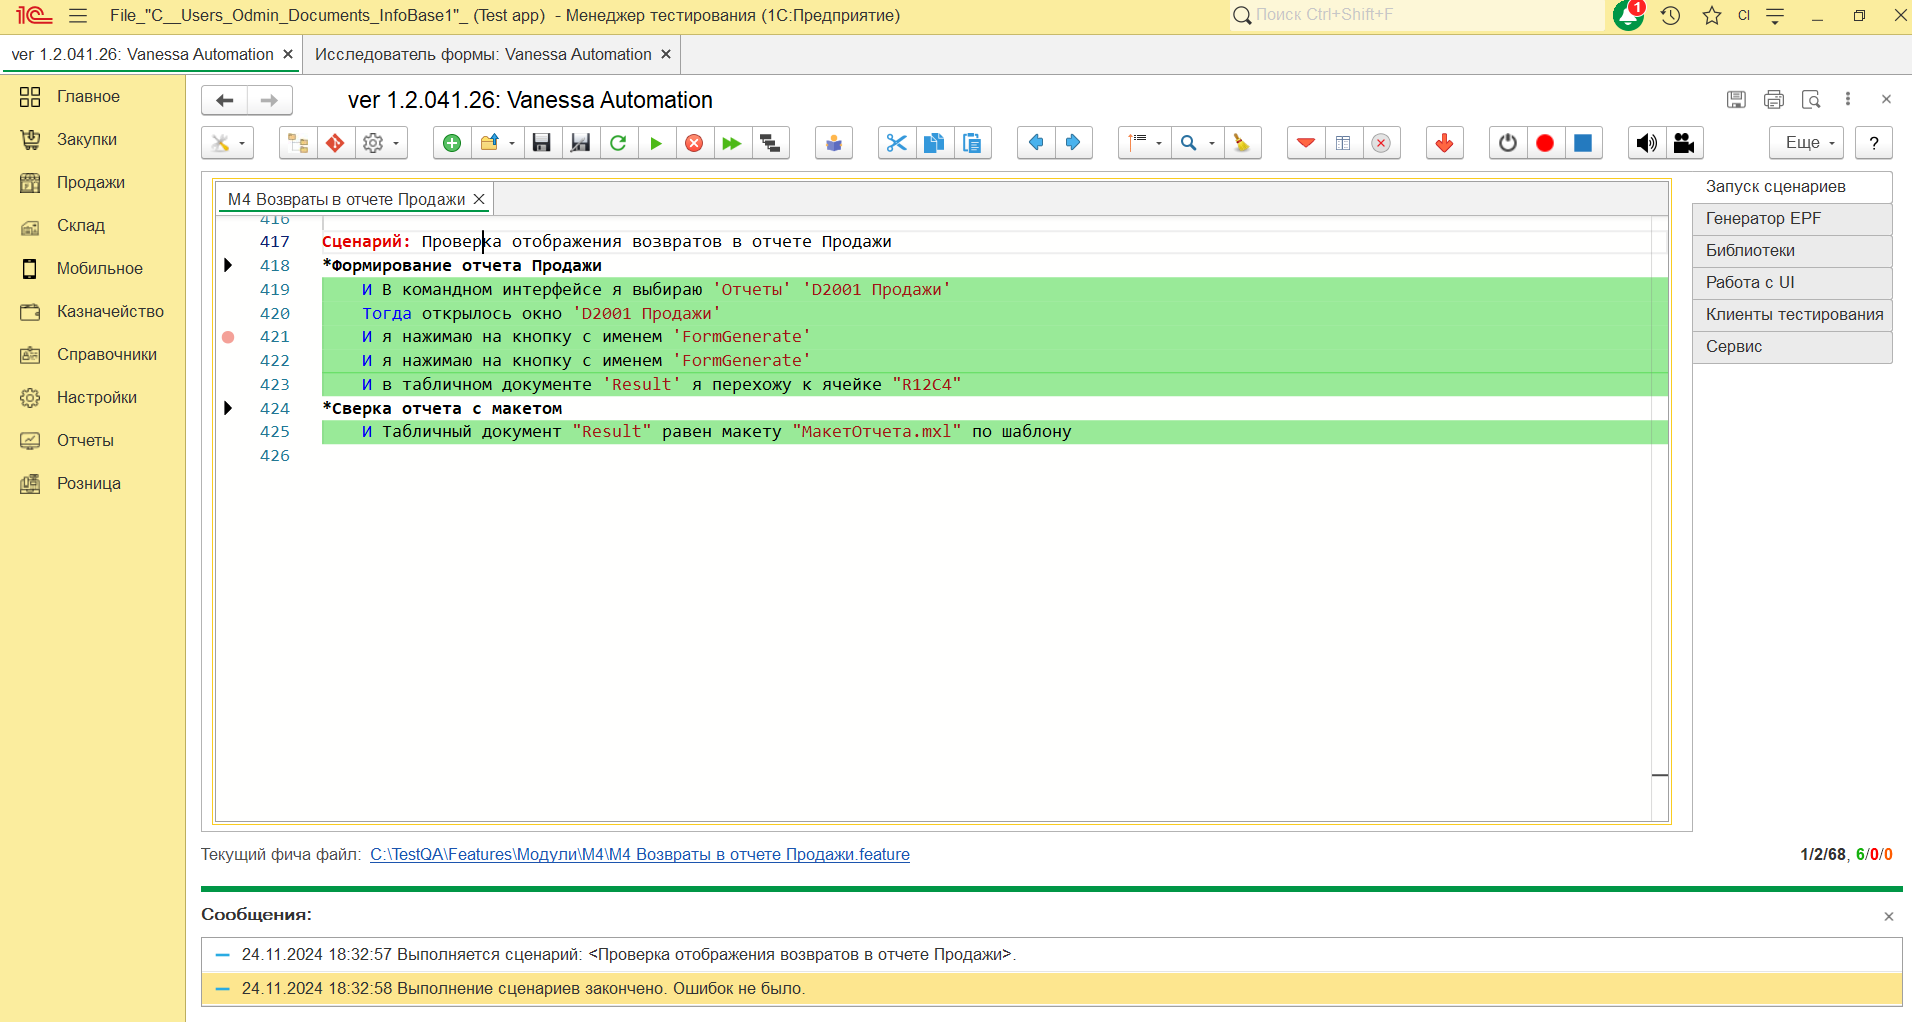 1С File_"C__Users_Odmin_Documents_InfoBase1"_ (Test app) - Менеджер тестирования (1С:Предприятие) Поиск Ctrl+Shift+F 1 CI
ver 1.2.041.26: Vanessa Automation × Исследователь формы: Vanessa Automation ×
Главное
Закупки
Продажи
Склад
Мобильное
Казначейство
Справочники
Настройки
Отчеты
Розница
ver 1.2.041.26: Vanessa Automation
Еще ?
М4 Возвраты в отчете Продажи ×
416
417 Сценарий: Проверка отображения возвратов в отчете Продажи
418 *Формирование отчета Продажи
419 И В командном интерфейсе я выбираю 'Отчеты' 'D2001 Продажи'
420 Тогда открылось окно 'D2001 Продажи'
421 И я нажимаю на кнопку с именем 'FormGenerate'
422 И я нажимаю на кнопку с именем 'FormGenerate'
423 И в табличном документе 'Result' я перехожу к ячейке "R12C4"
424 *Сверка отчета с макетом
425 И Табличный документ "Result" равен макету "МакетОтчета.mxl" по шаблону
426
Запуск сценариев
Генератор EPF
Библиотеки
Работа с UI
Клиенты тестирования
Сервис
Текущий фича файл: C:\TestQA\Features\Модули\М4\М4 Возвраты в отчете Продажи.feature 1/2/68, 6/0/0
Сообщения:
24.11.2024 18:32:57 Выполняется сценарий: <Проверка отображения возвратов в отчете Продажи>.
24.11.2024 18:32:58 Выполнение сценариев закончено. Ошибок не было.